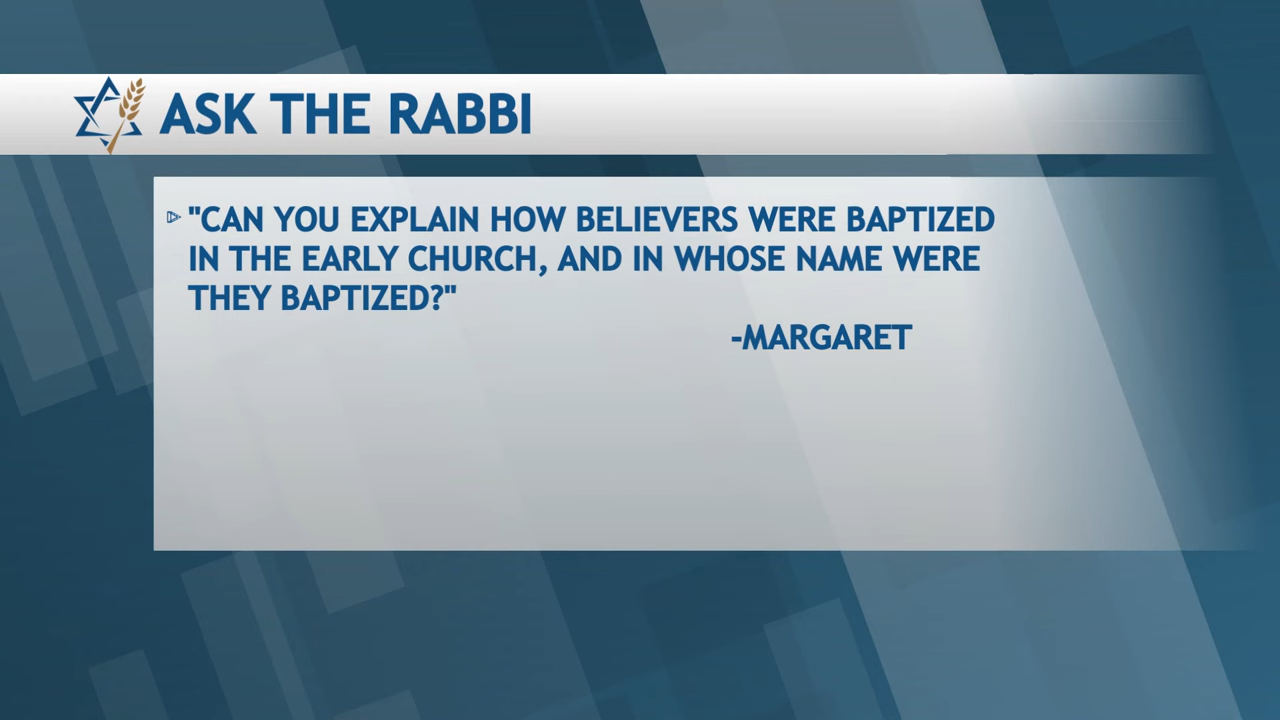 ASK THE RABBI
"CAN YOU EXPLAIN HOW BELIEVERS WERE BAPTIZED
IN THE EARLY CHURCH, AND IN WHOSE NAME WERE
THEY BAPTIZED?"
-MARGARET